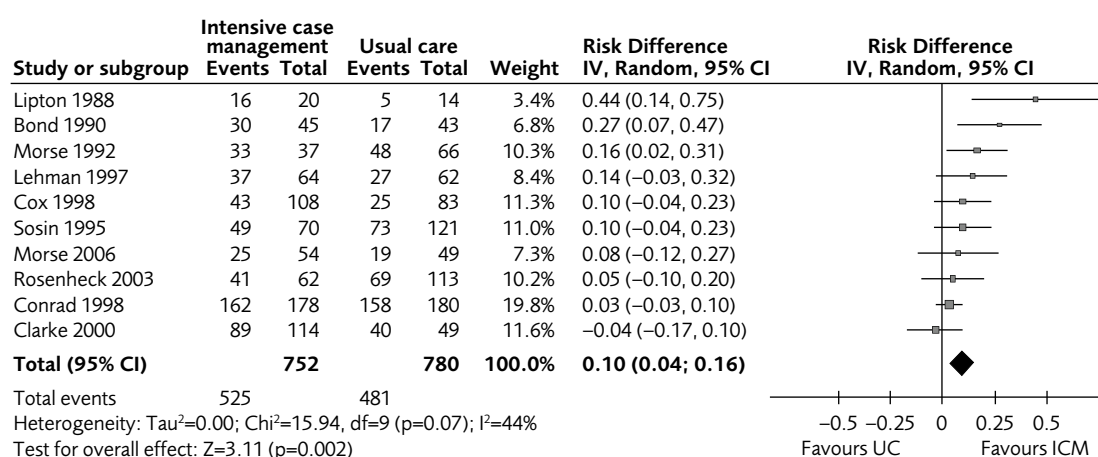 Intensive case
management Usual care Risk Difference Risk Difference
Study or subgroup Events Total Events Total Weight IV, Random, 95% CI IV, Random, 95% CI
Lipton 1988 16 20 5 14 3.4% 0.44 (0.14, 0.75)
Bond 1990 30 45 17 43 6.8% 0.27 (0.07, 0.47)
Morse 1992 33 37 48 66 10.3% 0.16 (0.02, 0.31)
Lehman 1997 37 64 27 62 8.4% 0.14 (−0.03, 0.32)
Cox 1998 43 108 25 83 11.3% 0.10 (−0.04, 0.23)
Sosin 1995 49 70 73 121 11.0% 0.10 (−0.04, 0.23)
Morse 2006 25 54 19 49 7.3% 0.08 (−0.12, 0.27)
Rosenheck 2003 41 62 69 113 10.2% 0.05 (−0.10, 0.20)
Conrad 1998 162 178 158 180 19.8% 0.03 (−0.03, 0.10)
Clarke 2000 89 114 40 49 11.6% −0.04 (−0.17, 0.10)
Total (95% CI) 752 780 100.0% 0.10 (0.04; 0.16)
Total events 525 481
Heterogeneity: Tau²=0.00; Chi²=15.94, df=9 (p=0.07); I²=44%
−0.5 −0.25 0 0.25 0.5
Test for overall effect: Z=3.11 (p=0.002) Favours UC Favours ICM